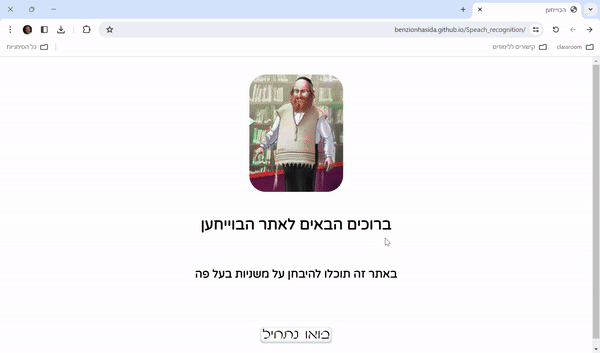 הבוייחען
benzionhasida.github.io/Speach_recognition/
כל הסימניות
קישורים ללימודים
classroom
ברוכים הבאים לאתר הבוייחען
באתר זה תוכלו להיבחן על משניות בעל פה
בואו נתחיל